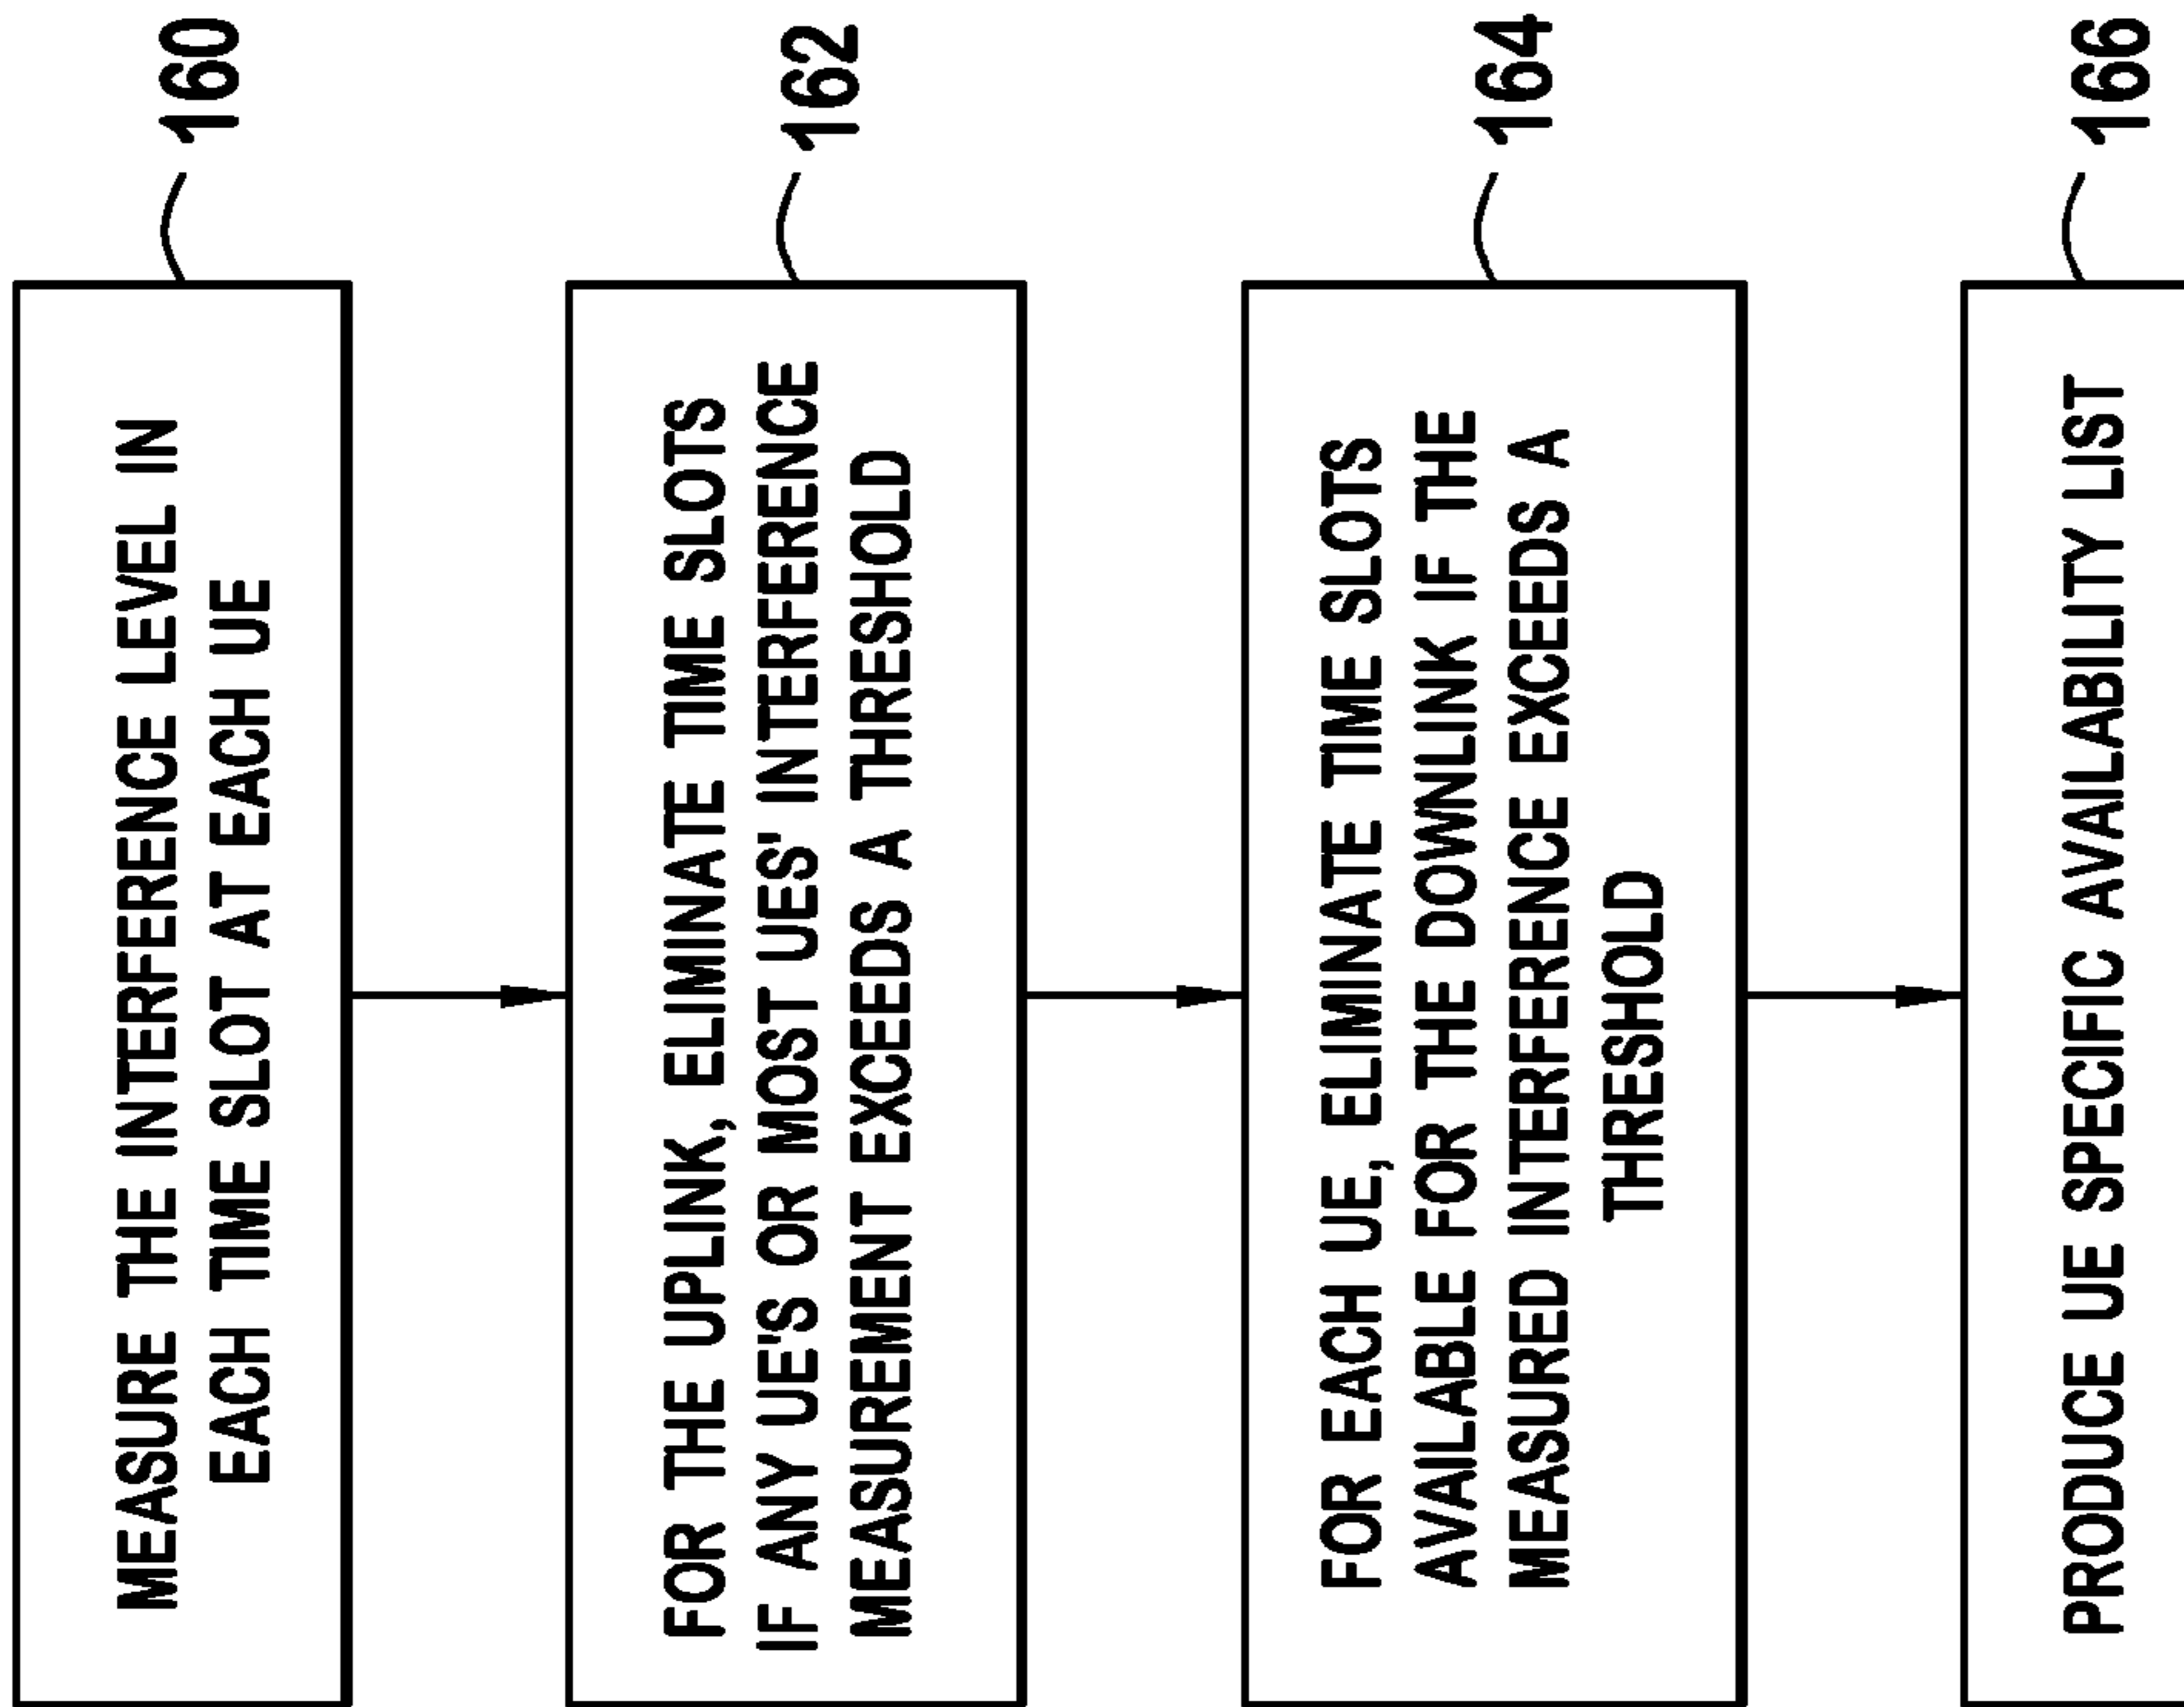 MEASURE THE INTERFERENCE LEVEL IN
EACH TIME SLOT AT EACH UE
160
FOR THE UPLINK, ELIMINATE TIME SLOTS
IF ANY UE'S OR MOST UES' INTERFERENCE
MEASUREMENT EXCEEDS A THRESHOLD
162
FOR EACH UE, ELIMINATE TIME SLOTS
AVAILABLE FOR THE DOWNLINK IF THE
MEASURED INTERFERENCE EXCEEDS A
THRESHOLD
164
PRODUCE UE SPECIFIC AVAILABILITY LIST
166